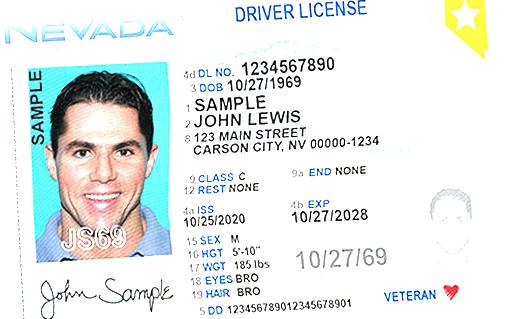 NEVADA
DRIVER LICENSE
SAMPLE
4d DL NO. 1234567890
3 DOB 10/27/1969
1 SAMPLE
2 JOHN LEWIS
8 123 MAIN STREET
CARSON CITY, NV 00000-1234
9 CLASS C 9a END NONE
12 REST NONE
4a ISS 4b EXP
10/25/2020 10/27/2028
JS69
15 SEX M
16 HGT 5'-10"
17 WGT 185 lbs
10/27/69
18 EYES BRO
19 HAIR BRO
John Sample
VETERAN
5 DD 123456789012345678901